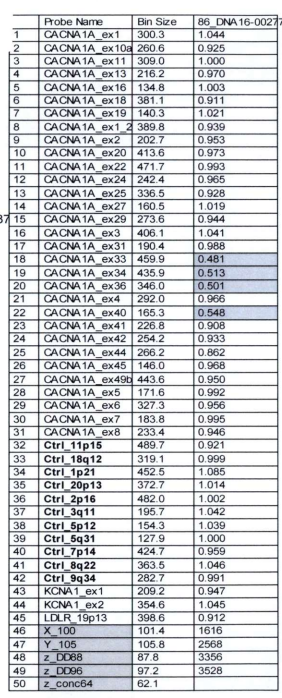 Probe Name Bin Size 86_DNA16-00277
1 CACNA1A_ex1 300.3 1.044
2 CACNA1A_ex10a 260.6 0.925
3 CACNA1A_ex11 309.0 1.000
4 CACNA1A_ex13 216.2 0.970
5 CACNA1A_ex16 134.8 1.003
6 CACNA1A_ex18 381.1 0.911
7 CACNA1A_ex19 140.3 1.021
8 CACNA1A_ex1_2 389.8 0.939
9 CACNA1A_ex2 202.7 0.953
10 CACNA1A_ex20 413.6 0.973
11 CACNA1A_ex22 471.7 0.993
12 CACNA1A_ex24 242.4 0.965
13 CACNA1A_ex25 336.5 0.928
14 CACNA1A_ex27 160.5 1.019
37 15 CACNA1A_ex29 273.6 0.944
16 CACNA1A_ex3 406.1 1.041
17 CACNA1A_ex31 190.4 0.988
18 CACNA1A_ex33 459.9 0.481
19 CACNA1A_ex34 435.9 0.513
20 CACNA1A_ex36 346.0 0.501
21 CACNA1A_ex4 292.0 0.966
22 CACNA1A_ex40 165.3 0.548
23 CACNA1A_ex41 226.8 0.908
24 CACNA1A_ex42 254.2 0.933
25 CACNA1A_ex44 266.2 0.862
26 CACNA1A_ex45 146.0 0.968
27 CACNA1A_ex49b 443.6 0.950
28 CACNA1A_ex5 171.6 0.992
29 CACNA1A_ex6 327.3 0.956
30 CACNA1A_ex7 183.8 0.995
31 CACNA1A_ex8 233.4 0.946
32 Ctrl_11p15 489.7 0.921
33 Ctrl_18q12 319.1 0.999
34 Ctrl_1p21 452.5 1.085
35 Ctrl_20p13 372.7 1.014
36 Ctrl_2p16 482.0 1.002
37 Ctrl_3q11 195.7 1.042
38 Ctrl_5p12 154.3 1.039
39 Ctrl_5q31 127.9 1.000
40 Ctrl_7p14 424.7 0.959
41 Ctrl_8q22 363.5 1.046
42 Ctrl_9q34 282.7 0.991
43 KCNA1_ex1 209.2 0.947
44 KCNA1_ex2 354.6 1.045
45 LDLR_19p13 398.6 0.912
46 X_100 101.4 1616
47 Y_105 105.8 2568
48 z_DD88 87.8 3356
49 z_DD96 97.2 3528
50 z_conc64 62.1